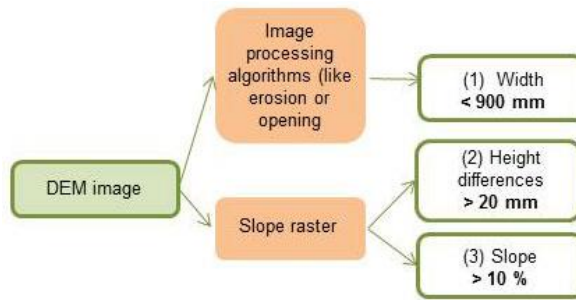 Image
processing
algorithms (like
erosion or
opening
(1) Width
< 900 mm
DEM image
(2) Height
differences
> 20 mm
Slope raster
(3) Slope
> 10 %